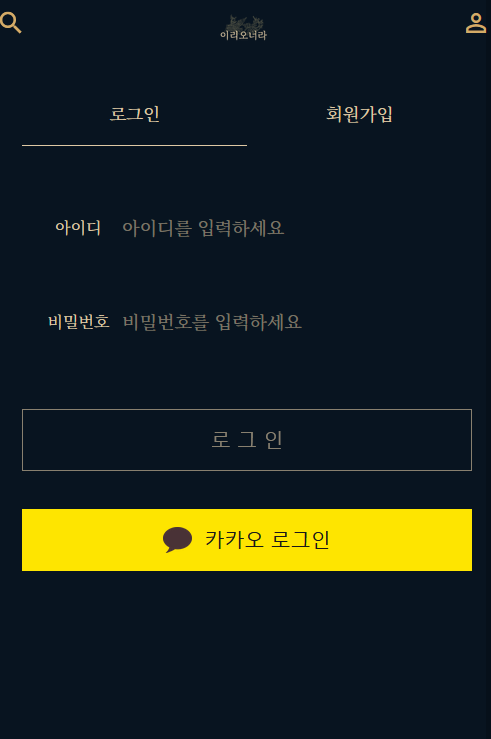 이리오너라
로그인 회원가입
아이디 아이디를 입력하세요
비밀번호 비밀번호를 입력하세요
로 그 인
카카오 로그인